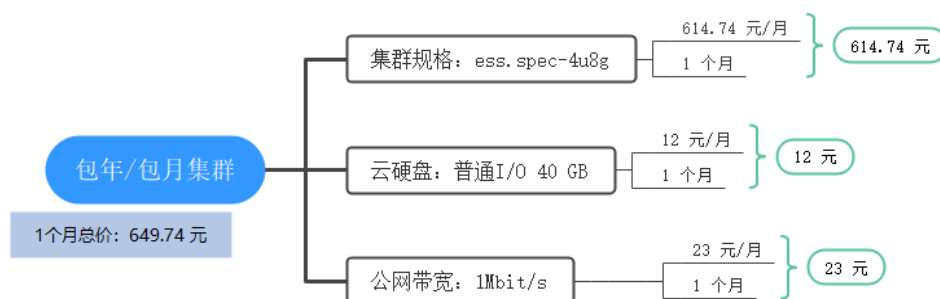 包年/包月集群
1个月总价：649.74 元
集群规格：ess.spec-4u8g
614.74 元/月
1 个月
614.74 元
云硬盘：普通I/O 40 GB
12 元/月
1 个月
12 元
公网带宽：1Mbit/s
23 元/月
1 个月
23 元